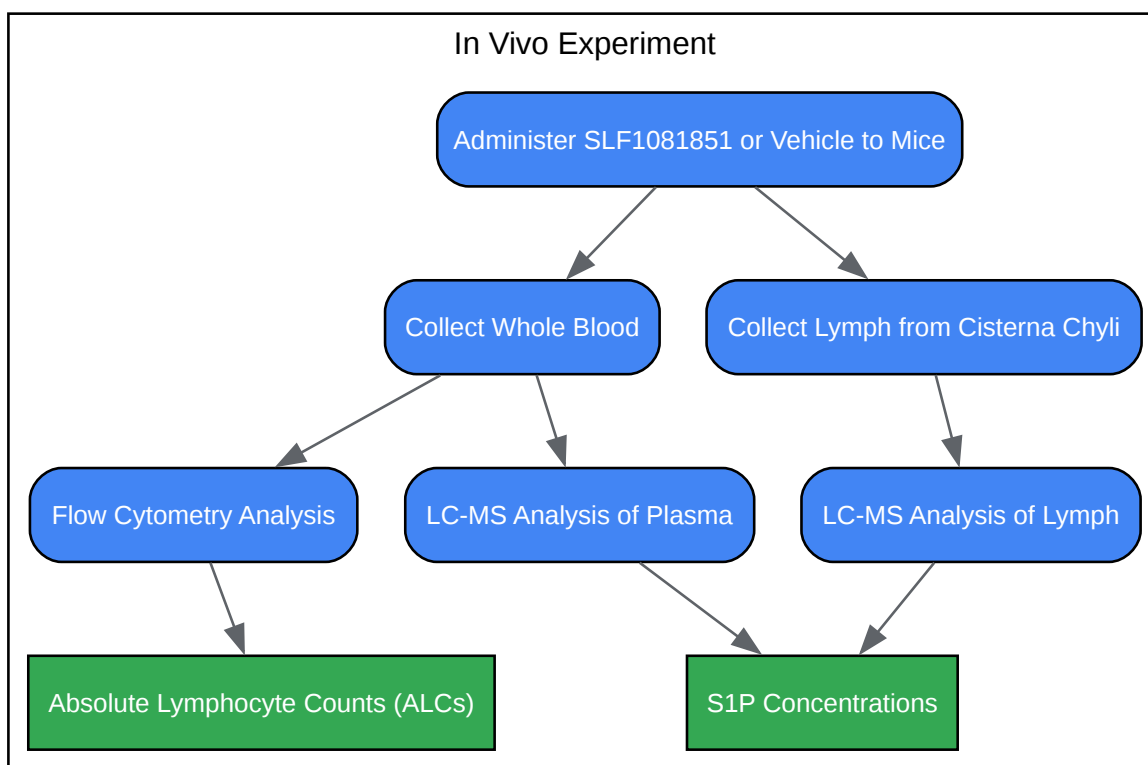 In Vivo Experiment
Administer SLF1081851 or Vehicle to Mice
Collect Whole Blood
Collect Lymph from Cisterna Chyli
Flow Cytometry Analysis
LC-MS Analysis of Plasma
LC-MS Analysis of Lymph
Absolute Lymphocyte Counts (ALCs)
S1P Concentrations